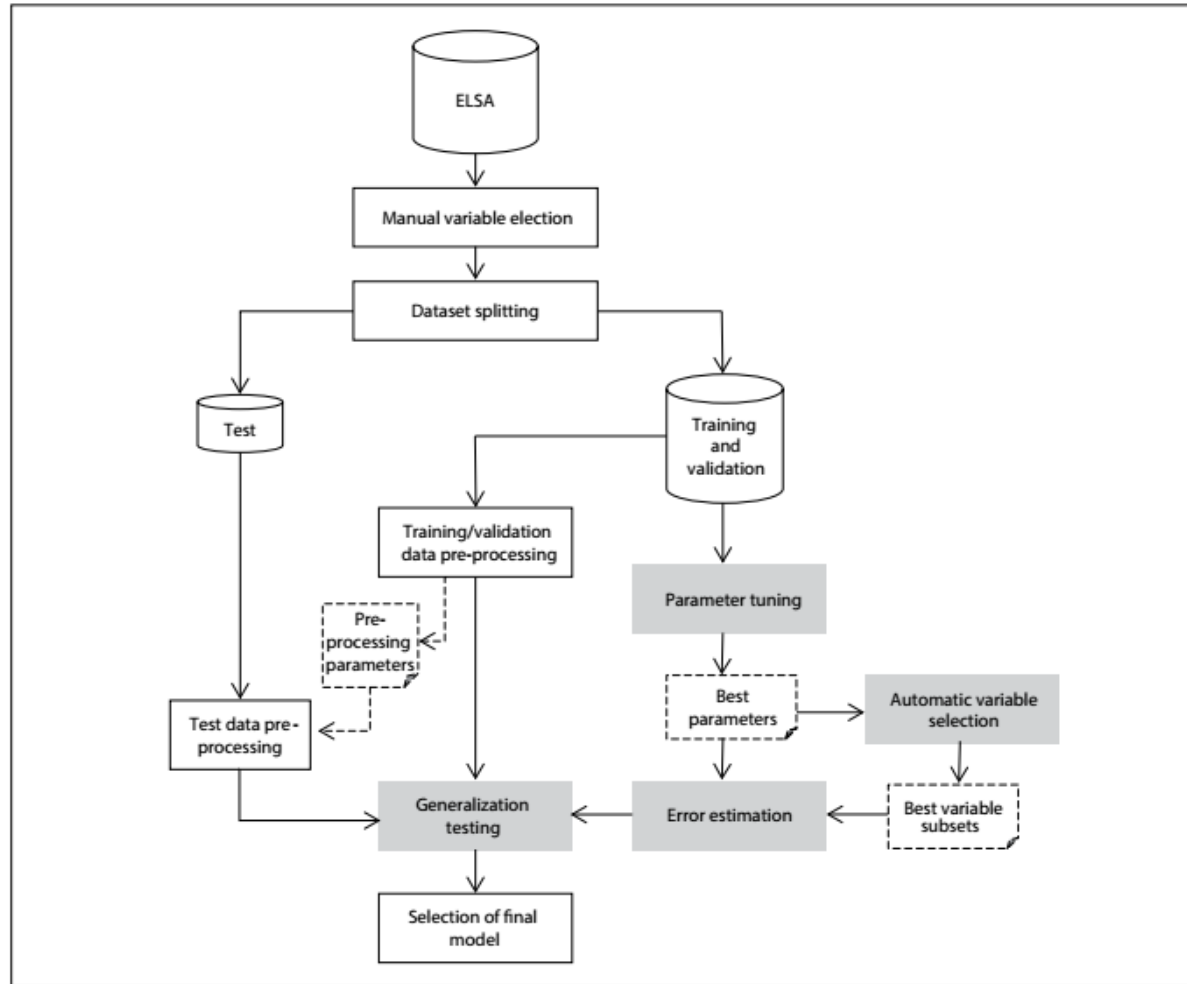 ELSA
Manual variable election
Dataset splitting
Test
Training
and
validation
Training/validation
data pre-processing
Parameter tuning
Pre-
processing
parameters
Best
parameters
Automatic variable
selection
Test data pre-
processing
Generalization
testing
Error estimation
Best variable
subsets
Selection of final
model